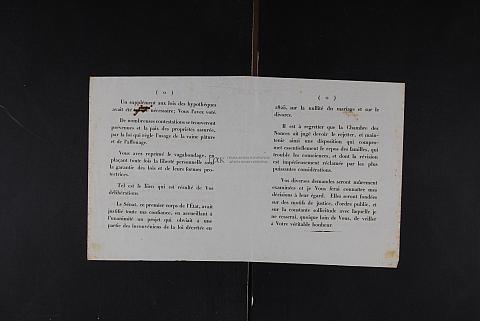 ( 10 )
Un supplément aux lois des hypothèques
avait été nécessaire; Vous l'avez voté.
De nombreuses contestations se trouveront
prévenues et la paix des propriétés assurée,
par la loi qui règle l'usage de la vaine pâture
et de l'affouage.
Vous avez reprimé le vagabondage, en
plaçant toute fois la liberté personnelle sous
la garantie des lois et de leurs formes pro-
tectrices.
Tel est le bien qui est résulté de Vos
délibérations.
Le Sénat, ce premier corps de l'État, avait
justifié toute ma confiance, en accueillant à
l'unanimité un projet qui obviait à une
partie des inconvéniens de la loi décrétée en
1825, sur la nullité du mariage et sur le
divorce.
Il est à regretter que la Chambre des
Nonces ait jugé devoir le rejetter, et main-
tenir ainsi une disposition qui compro-
met essentiellement le repos des familles, qui
trouble les consciences, et dont la révision
est impérieusement réclamée par les plus
puissantes considérations.
Vos diverses demandes seront mûrement
examinées et je Vous ferai connaître mes
décisions à leur égard. Elles seront fondées
sur des motifs de justice, d'ordre public, et
sur la constante sollicitude avec laquelle je
ne cesserai, quoique loin de Vous, de veiller
à Votre véritable bonheur.